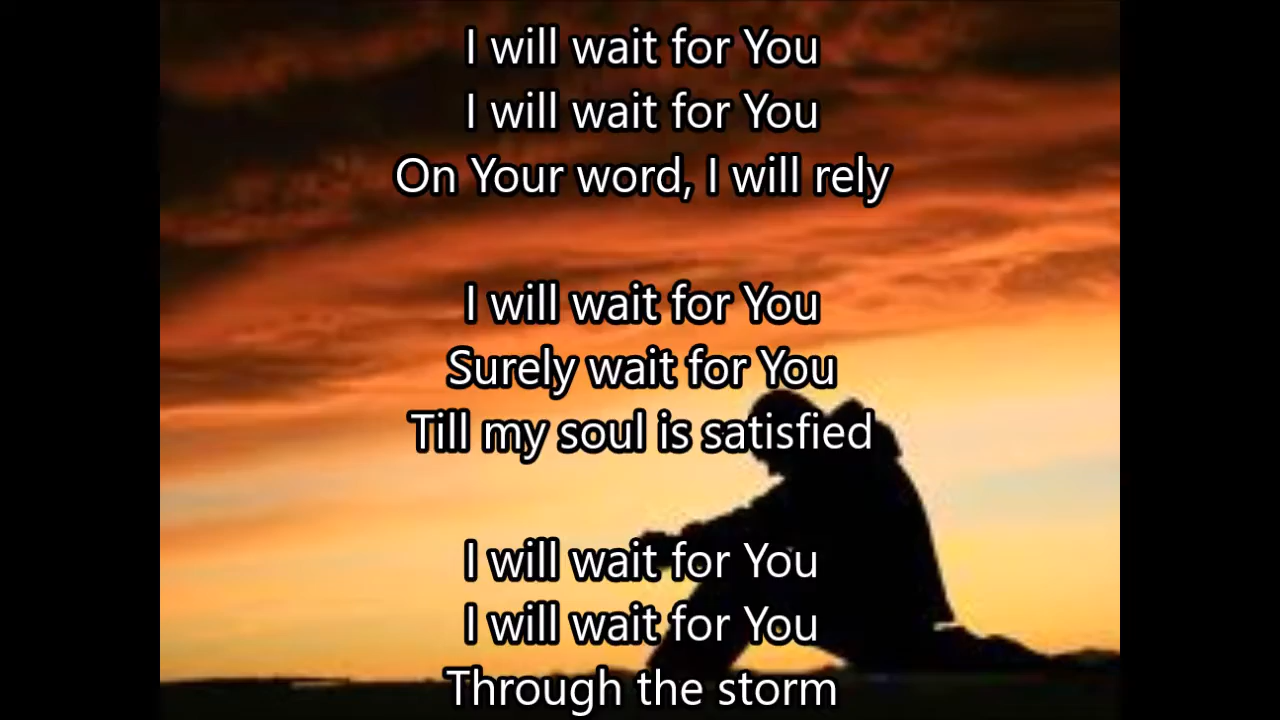 I will wait for You
I will wait for You
On Your word, I will rely
I will wait for You
Surely wait for You
Till my soul is satisfied
I will wait for You
I will wait for You
Through the storm